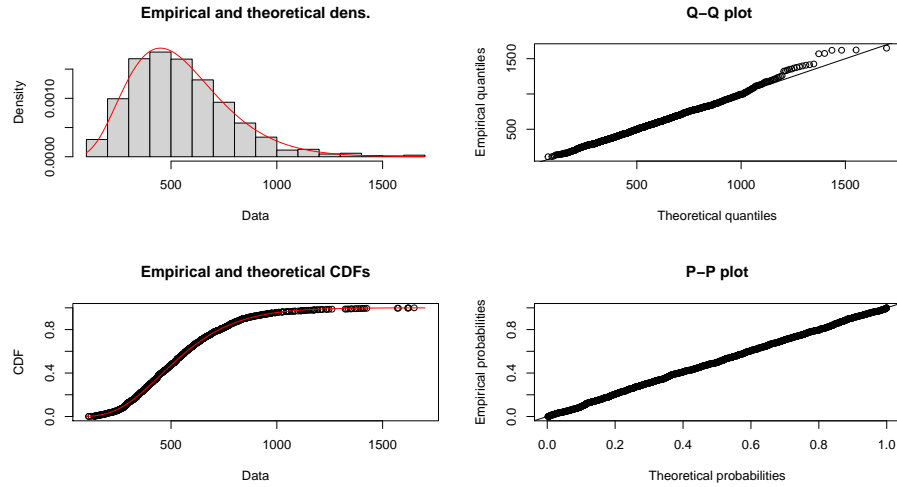 Empirical and theoretical dens.
Density
0.0000
0.0010
500
1000
1500
Data
Q−Q plot
Empirical quantiles
500
1500
500
1000
1500
Theoretical quantiles
Empirical and theoretical CDFs
CDF
0.0
0.4
0.8
500
1000
1500
Data
P−P plot
Empirical probabilities
0.0
0.4
0.8
0.0
0.2
0.4
0.6
0.8
1.0
Theoretical probabilities